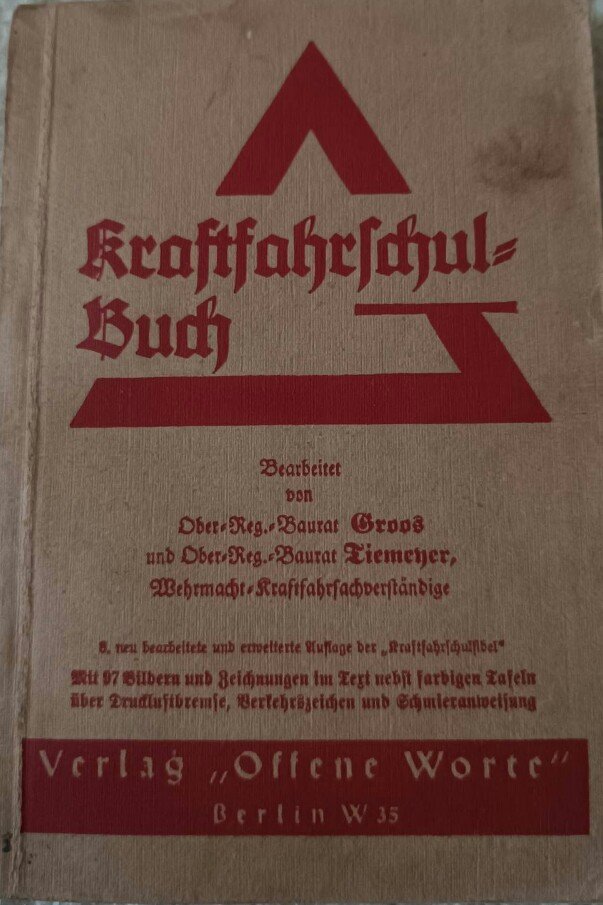 Kraftfahrschul-
Buch
Bearbeitet
von
Ober-Reg.-Baurat Groos
und Ober-Reg.-Baurat Tiemeyer,
Wehrmacht-Kraftfahrsachverständige
8. neu bearbeitete und erweiterte Auflage der „Kraftfahrschulfibel“
Mit 97 Bildern und Zeichnungen im Text nebst farbigen Tafeln
über Druckluftbremse, Verkehrszeichen und Schmieranweisung
Verlag „Offene Worte“
Berlin W 35